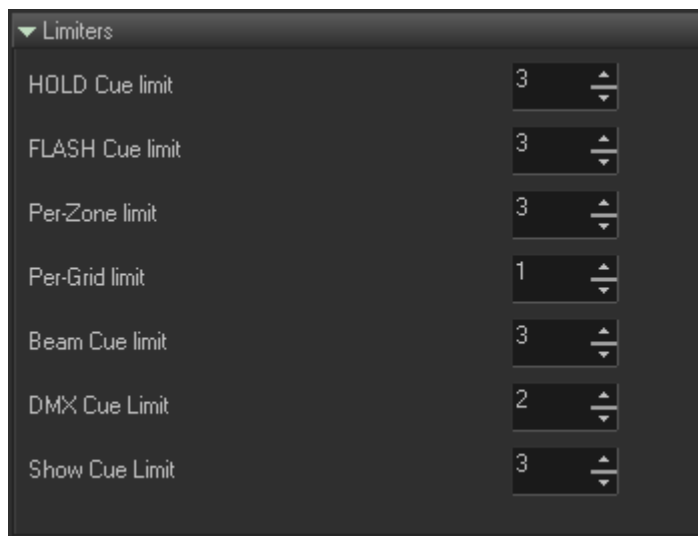 Limiters
HOLD Cue limit 3
FLASH Cue limit 3
Per-Zone limit 3
Per-Grid limit 1
Beam Cue limit 3
DMX Cue Limit 2
Show Cue Limit 3